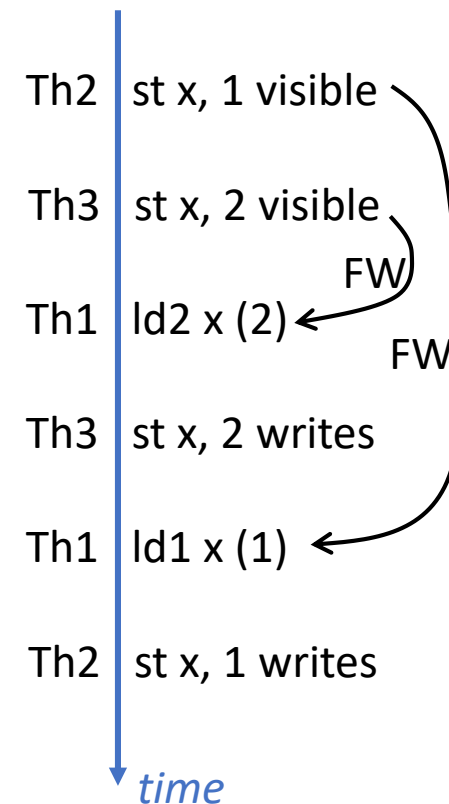 Th2 st x, 1 visible
Th3 st x, 2 visible
FW
Th1 ld2 x (2)
FW
Th3 st x, 2 writes
Th1 ld1 x (1)
Th2 st x, 1 writes
time